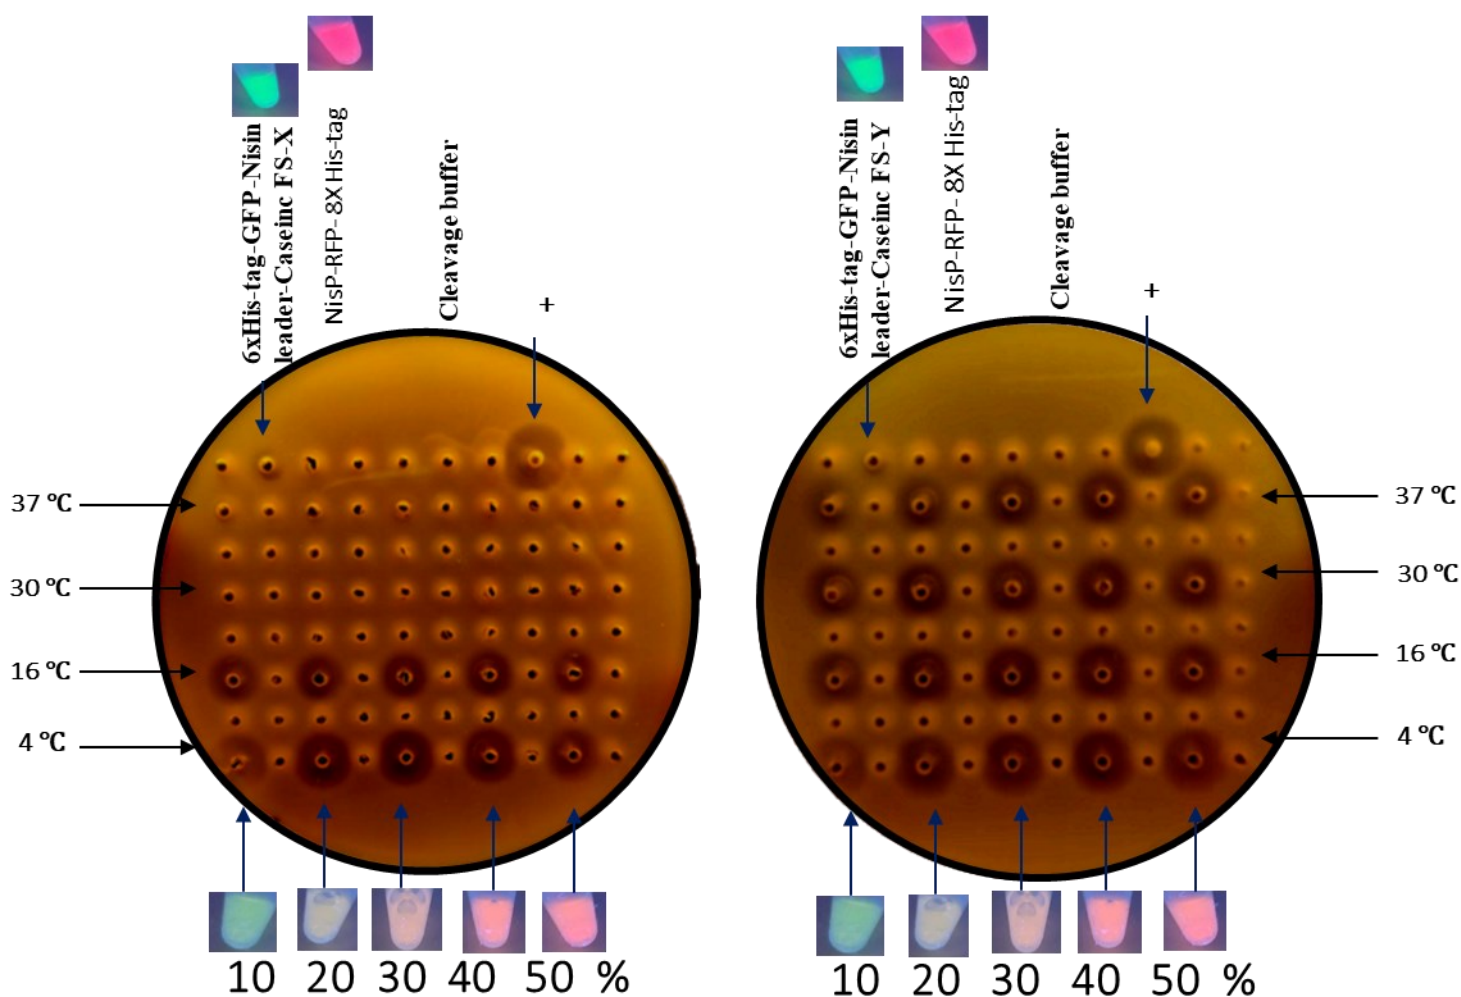 6xHis-tag-GFP-Nisin
leader-Caseinc FS-X
NisP-RFP-8X His-tag
Cleavage buffer
+
37 °C
30 °C
16 °C
4 °C
10 20 30 40 50 %
6xHis-tag-GFP-Nisin
leader-Caseinc FS-Y
NisP-RFP- 8X His-tag
Cleavage buffer
+
37 °C
30 °C
16 °C
4 °C
10 20 30 40 50 %